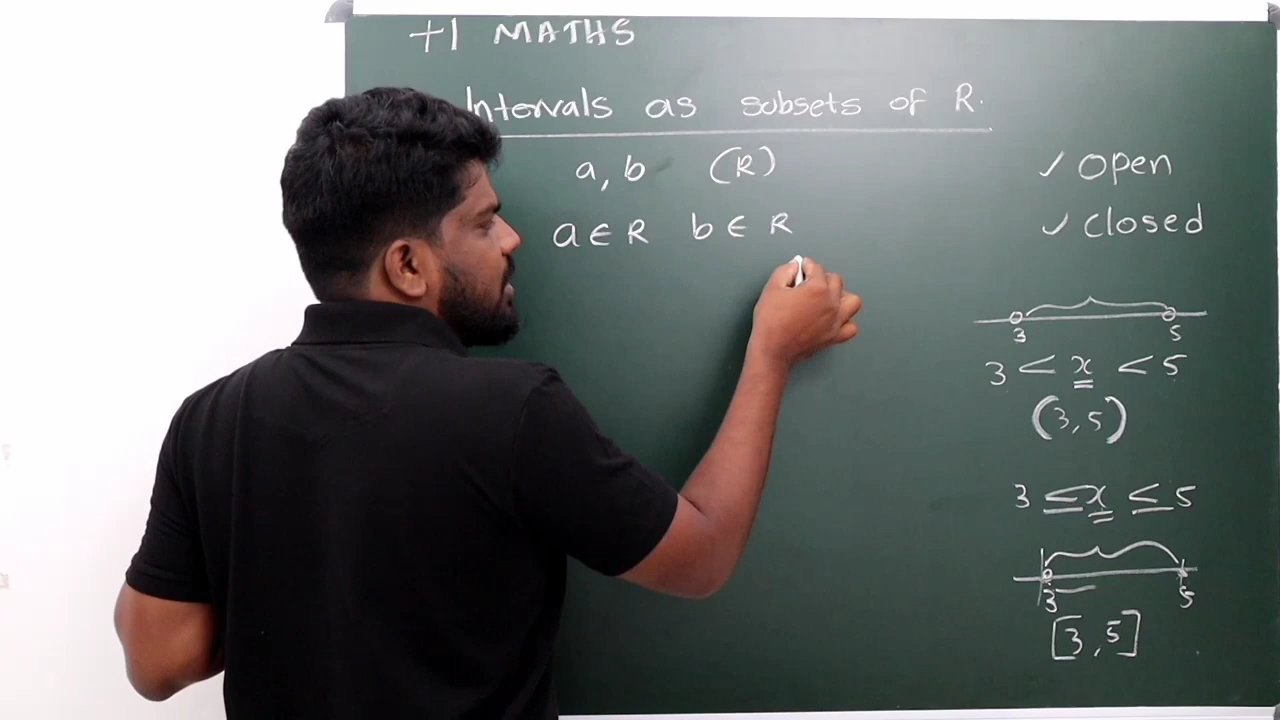 +1 MATHS
Intervals as subsets of R.
a, b (R)
a ∈ R b ∈ R
✓ Open
✓ Closed
3 5
3 < x < 5
(3, 5)
3 ≤ x ≤ 5
3 5
[3, 5]